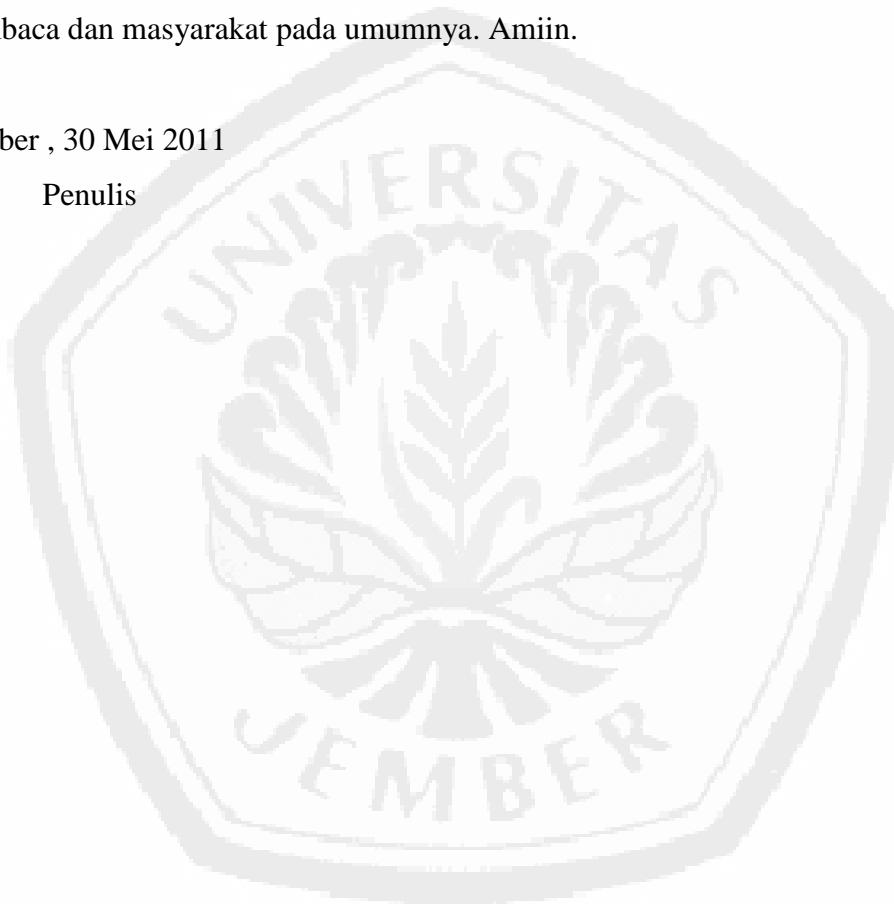 baca dan masyarakat pada umumnya. Amiin.
ber , 30 Mei 2011
Penulis
UNIVERSITAS
JEMBER